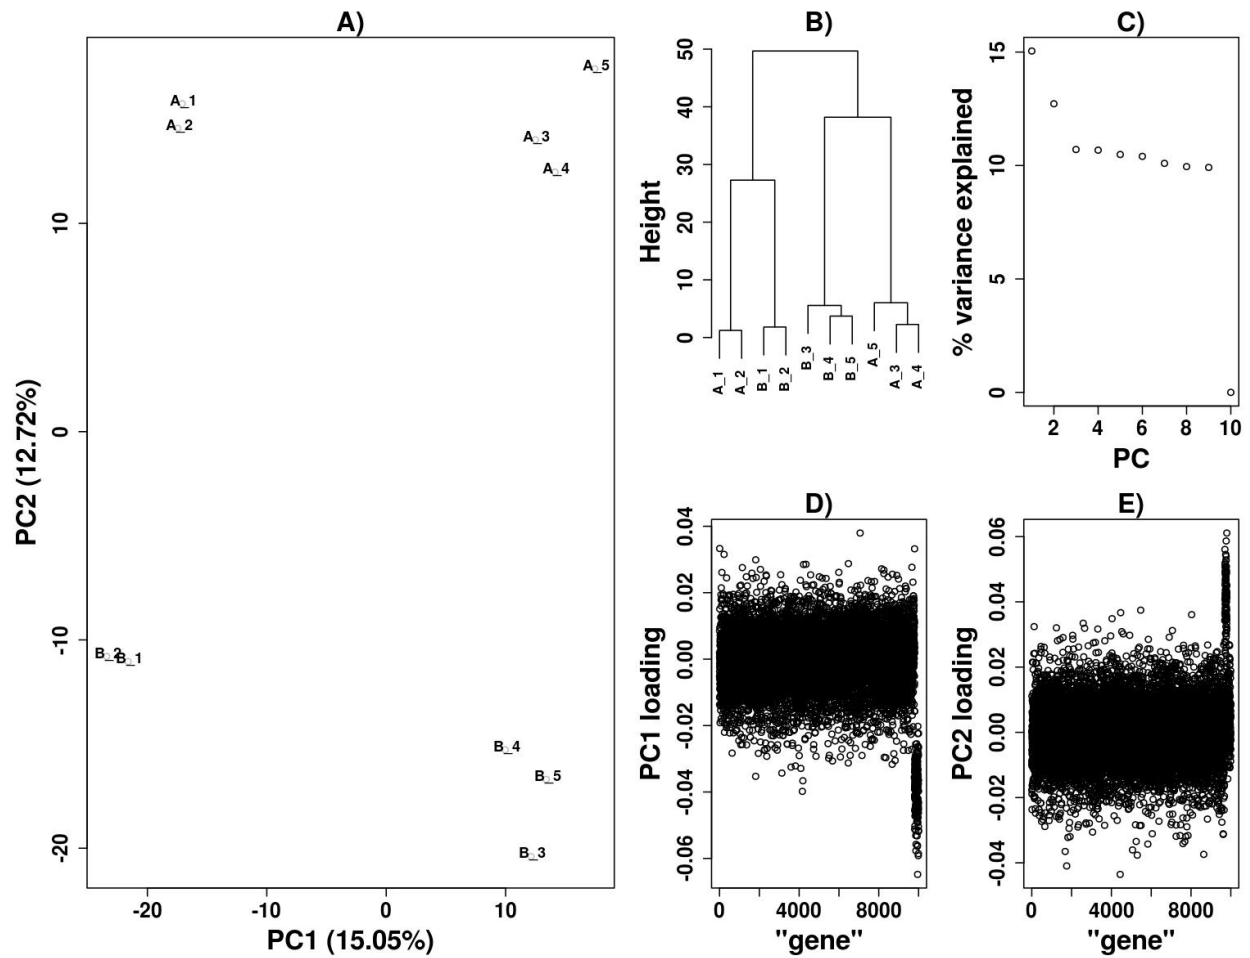 A)
A_5
A_1
A_2
A_3
A_4
B_2
B_1
B_4
B_5
B_3
10
0
-10
-20
PC2 (12.72%)
-20
-10
0
10
PC1 (15.05%)
B)
50
40
30
20
10
0
Height
A_1
A_2
B_1
B_2
B_3
B_4
B_5
A_5
A_3
A_4
C)
15
10
5
0
% variance explained
2
4
6
8
10
PC
D)
0.04
0.02
0.00
-0.02
-0.04
-0.06
PC1 loading
0
4000
8000
"gene"
E)
0.06
0.04
0.02
0.00
-0.02
-0.04
PC2 loading
0
4000
8000
"gene"